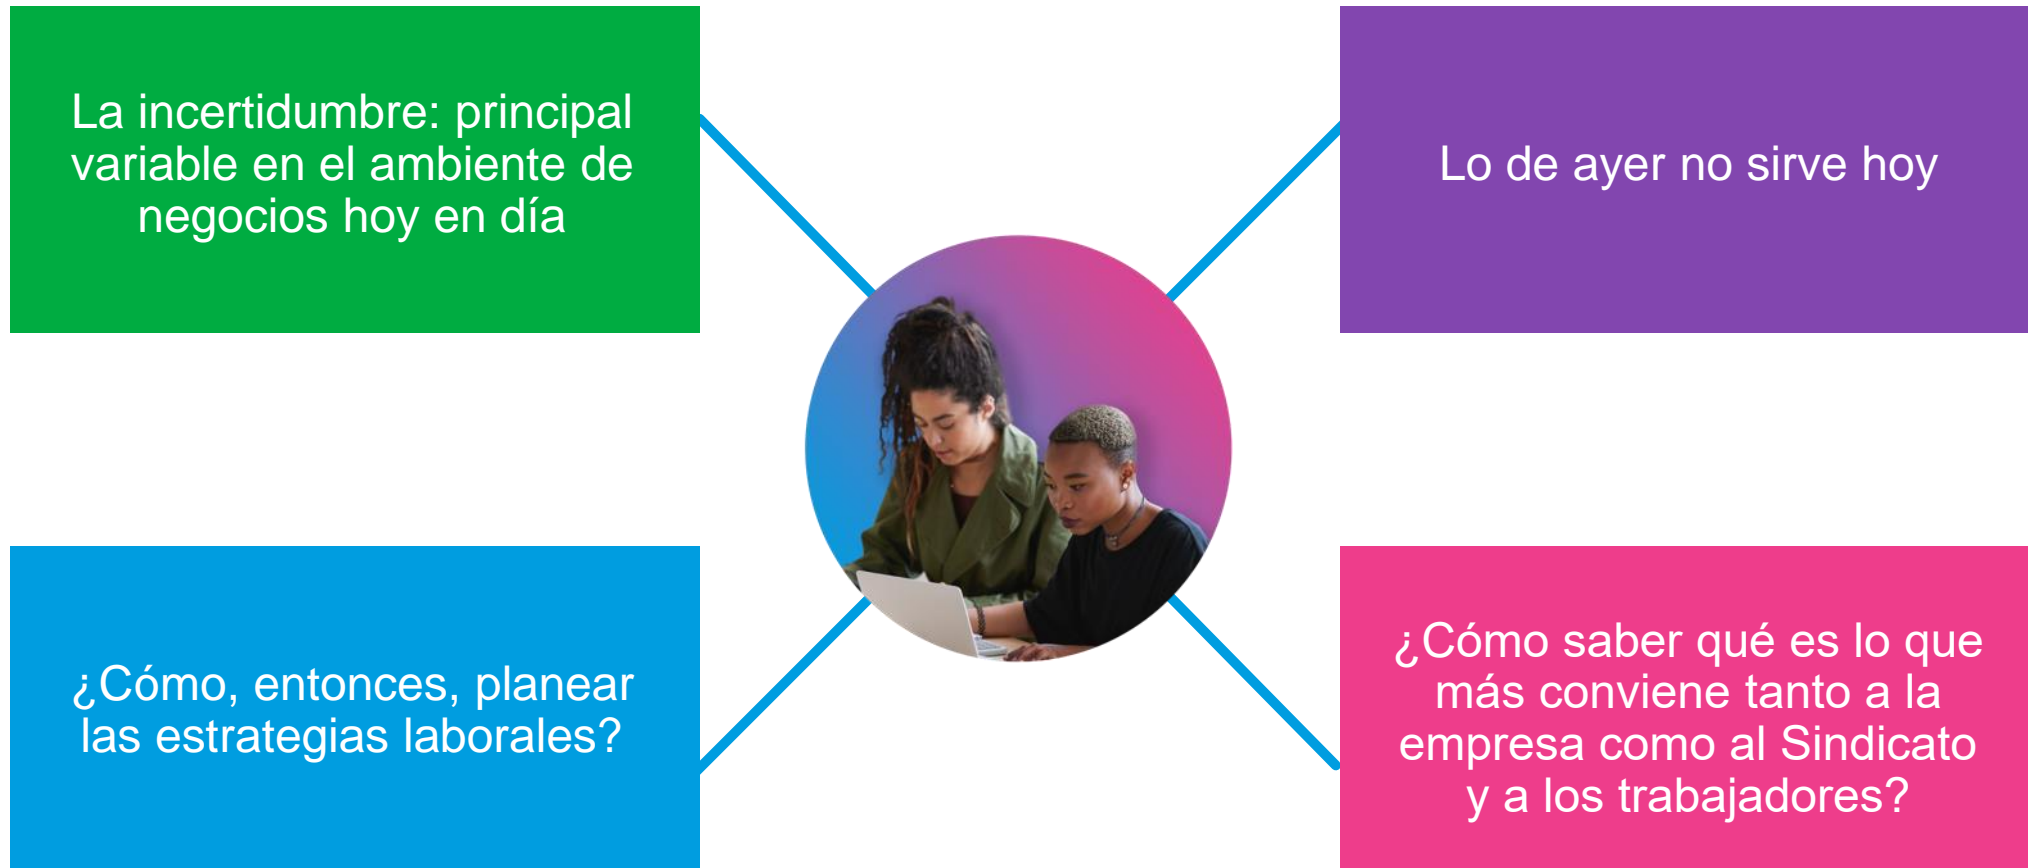 La incertidumbre: principal
variable en el ambiente de
negocios hoy en día
Lo de ayer no sirve hoy
¿Cómo, entonces, planear
las estrategias laborales?
¿Cómo saber qué es lo que
más conviene tanto a la
empresa como al Sindicato
y a los trabajadores?